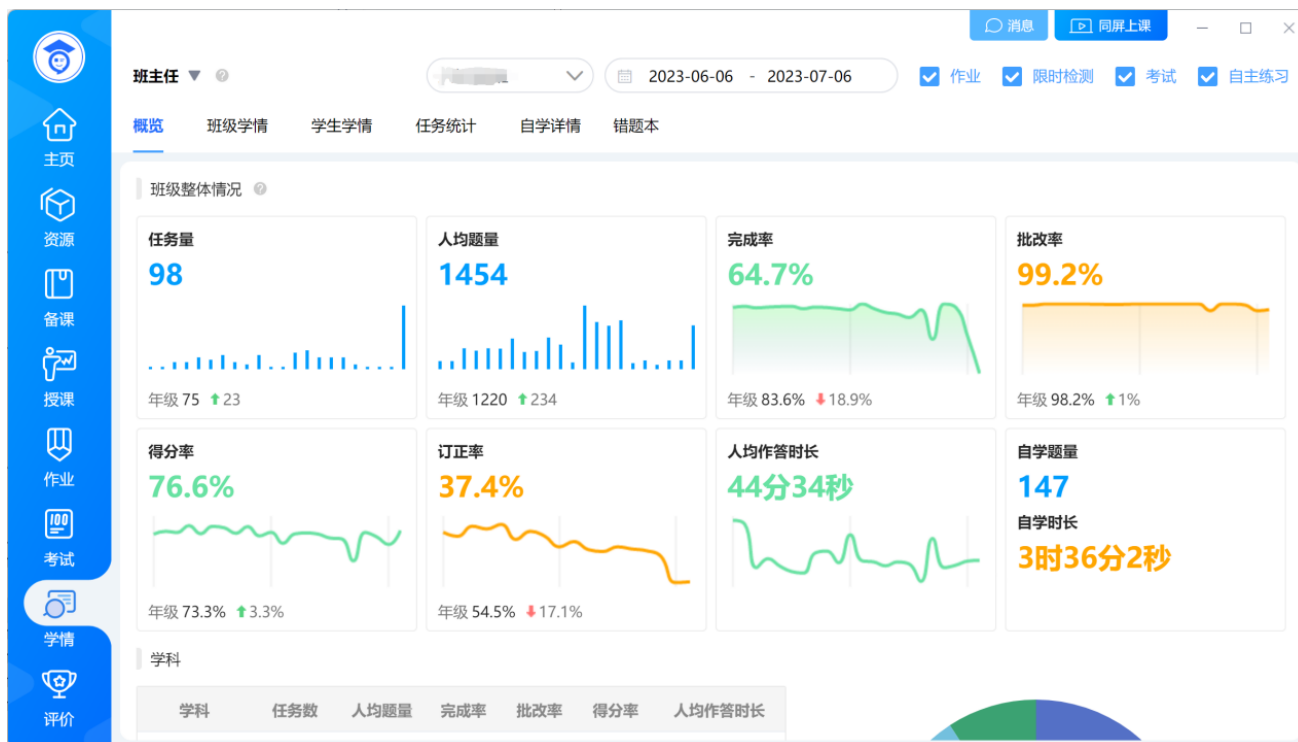 消息 同屏上课
班主任 2023-06-06 - 2023-07-06 作业 限时检测 考试 自主练习
概览 班级学情 学生学情 任务统计 自学详情 错题本
主页
资源
备课
授课
作业
100
考试
学情
评价
班级整体情况
任务量
98
年级 75 23
人均题量
1454
年级 1220 234
完成率
64.7%
年级 83.6% 18.9%
批改率
99.2%
年级 98.2% 1%
得分率
76.6%
年级 73.3% 3.3%
订正率
37.4%
年级 54.5% 17.1%
人均作答时长
44分34秒
自学题量
147
自学时长
3时36分2秒
学科
学科 任务数 人均题量 完成率 批改率 得分率 人均作答时长